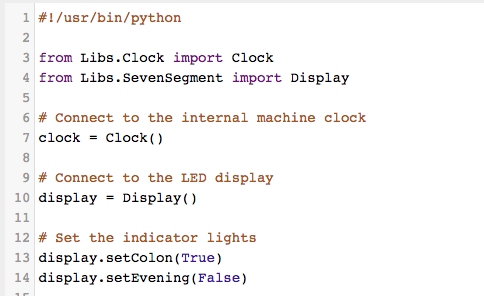 1 #!/usr/bin/python
2
3 from Libs.Clock import Clock
4 from Libs.SevenSegment import Display
5
6 # Connect to the internal machine clock
7 clock = Clock()
8
9 # Connect to the LED display
10 display = Display()
11
12 # Set the indicator lights
13 display.setColon(True)
14 display.setEvening(False)